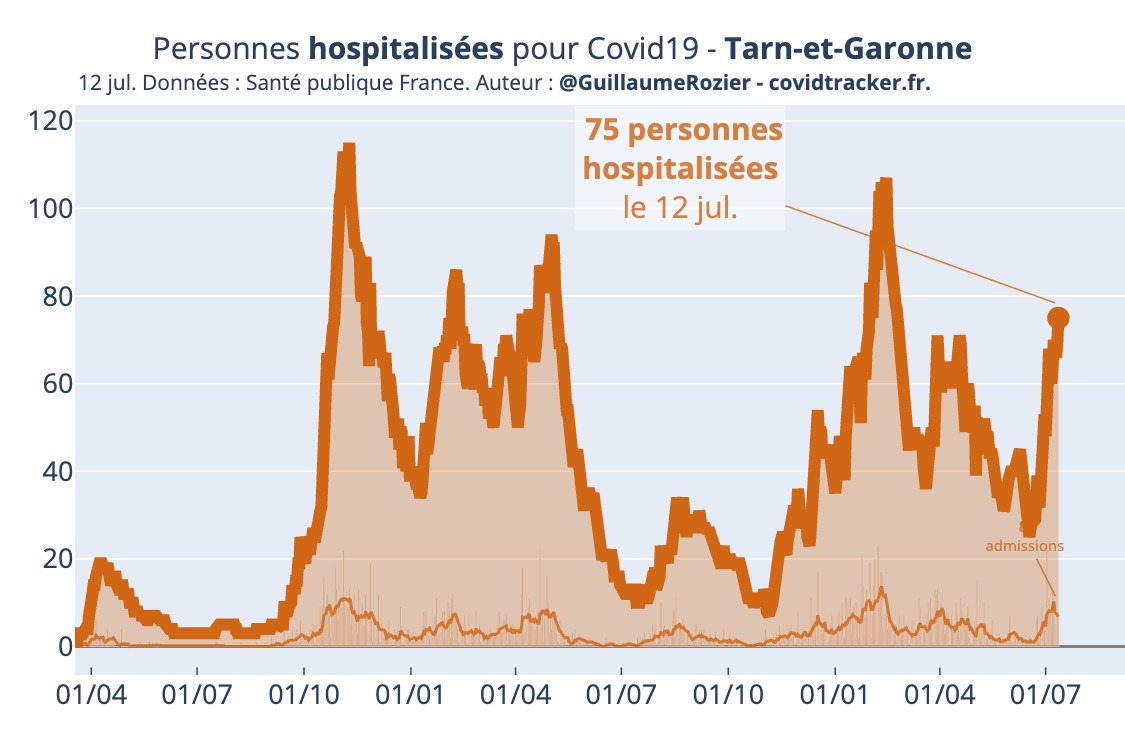 Personnes hospitalisées pour Covid19 - Tarn-et-Garonne
12 jul. Données : Santé publique France. Auteur : @GuillaumeRozier - covidtracker.fr.
75 personnes
hospitalisées
le 12 jul.
120
100
80
60
40
20
0
admissions
01/04 01/07 01/10 01/01 01/04 01/07 01/10 01/01 01/04 01/07